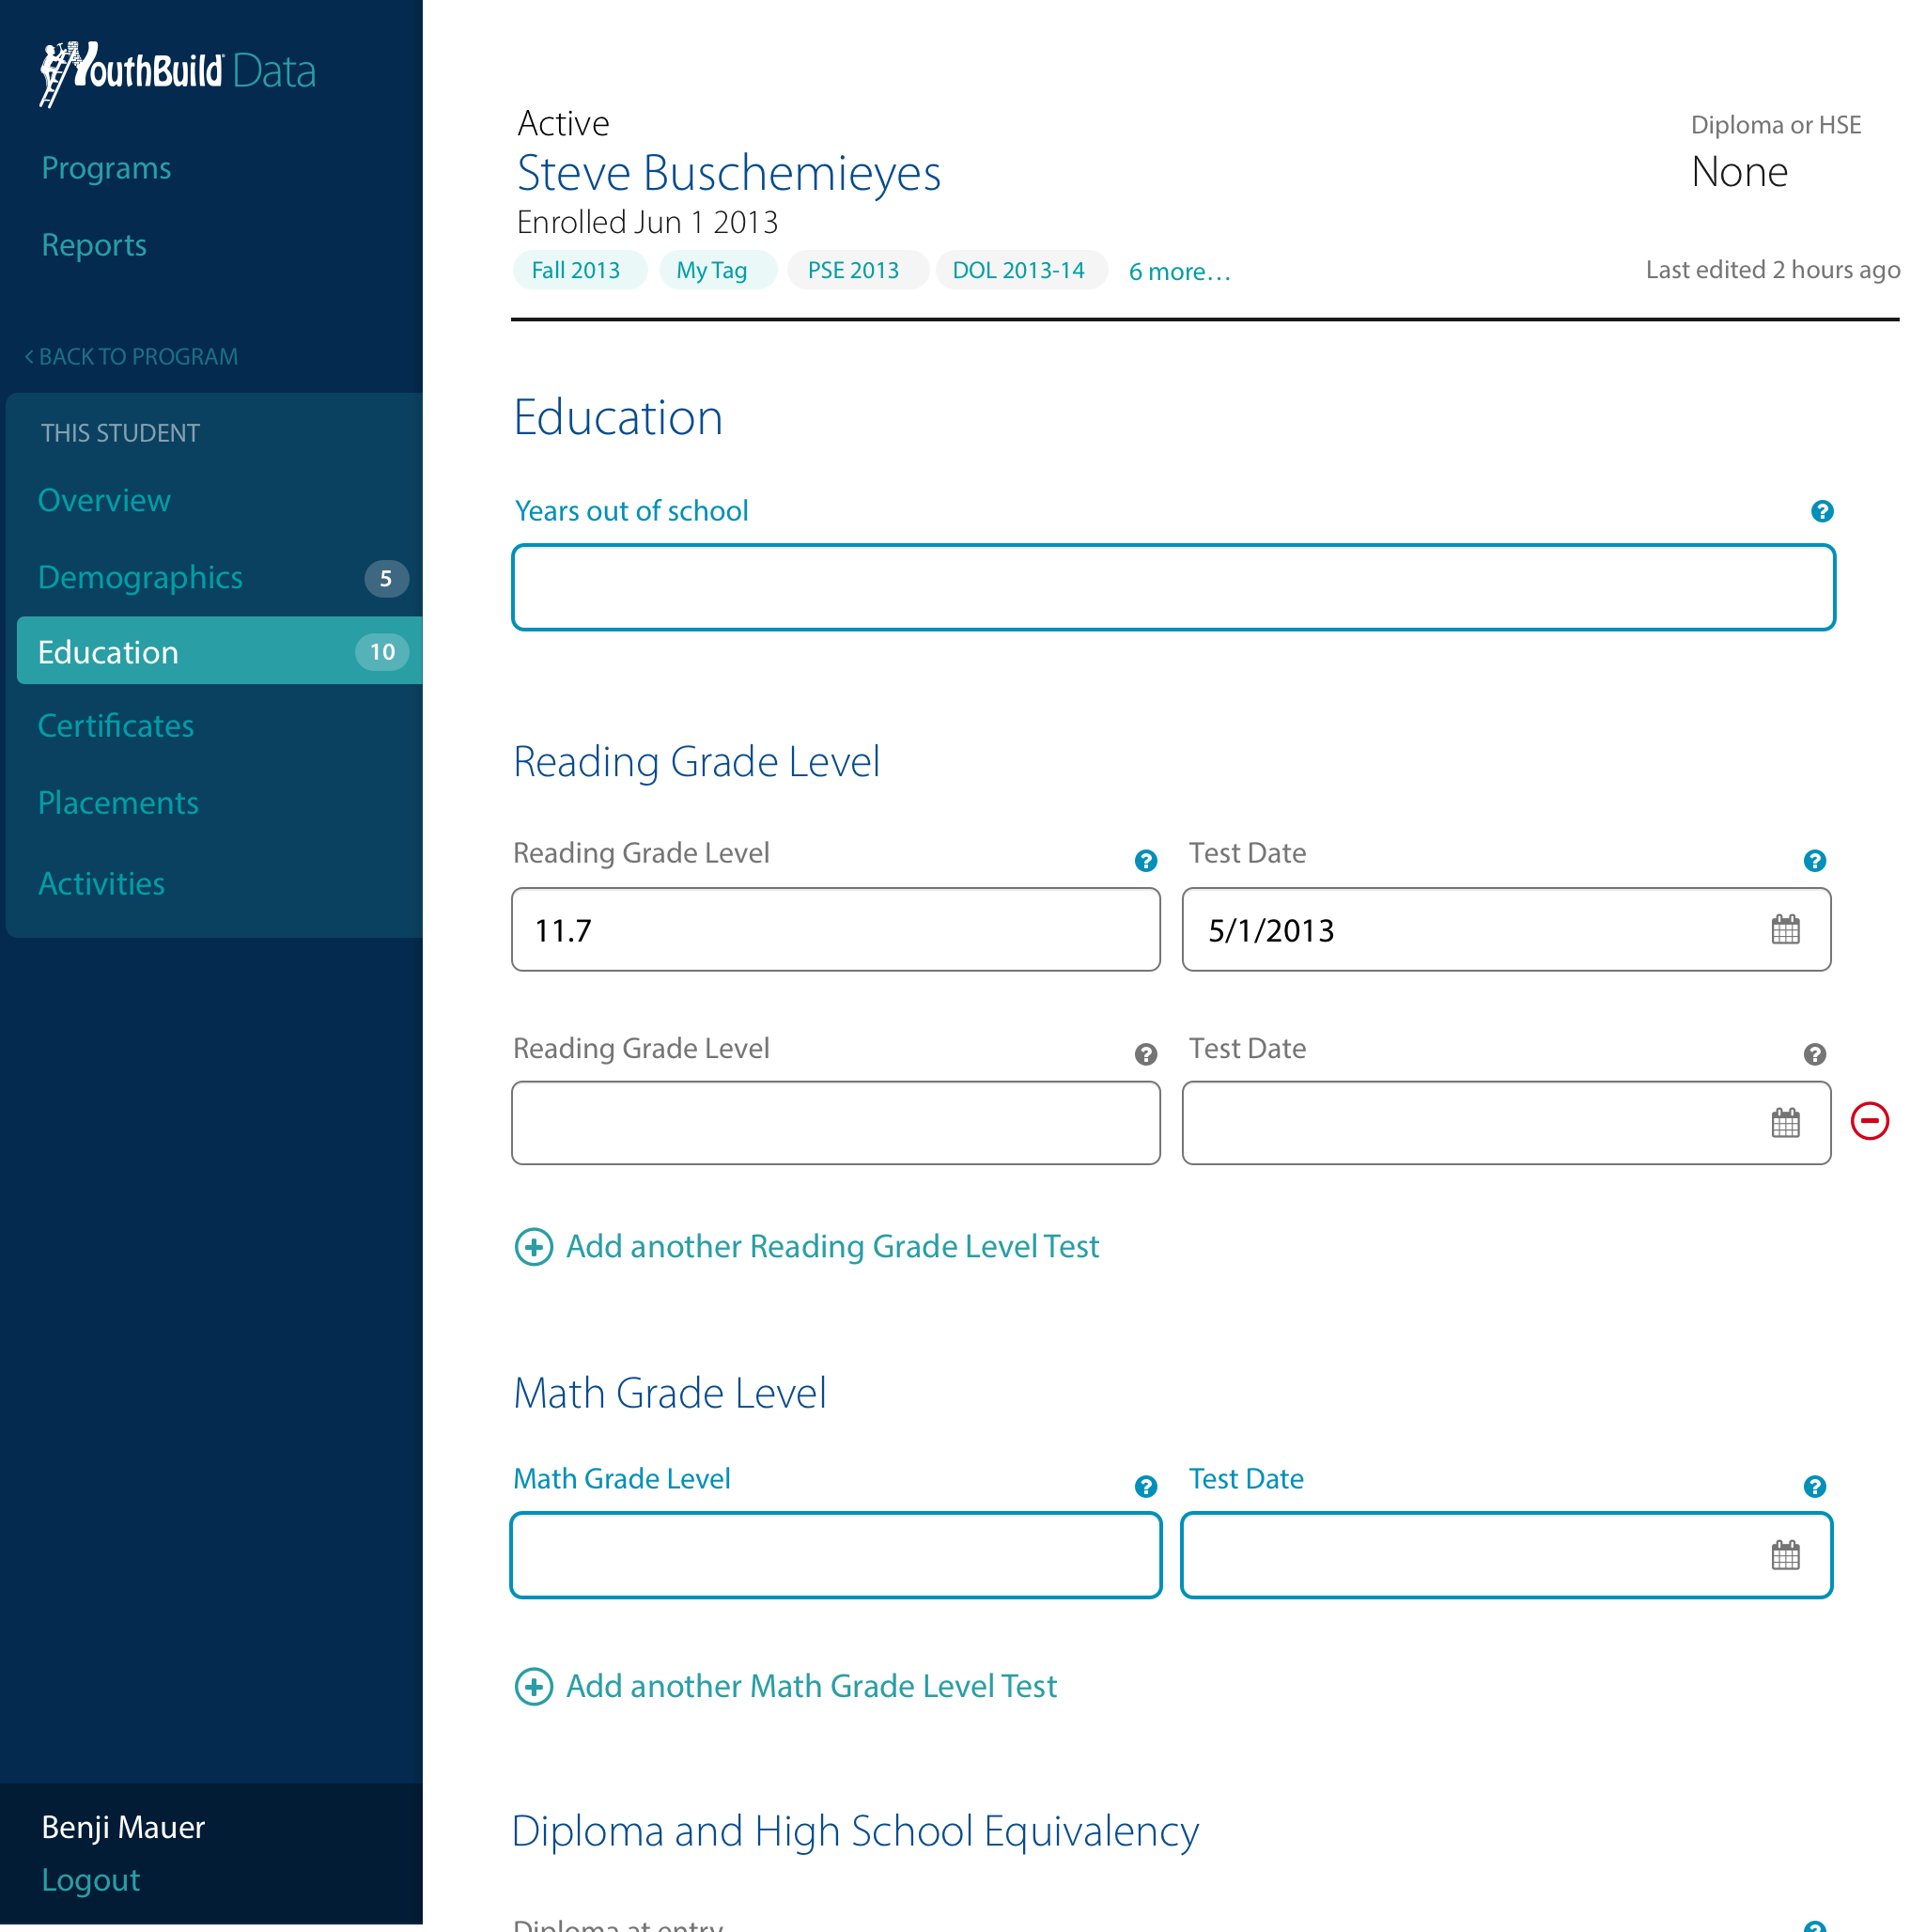 YouthBuild Data
Programs
Reports
< BACK TO PROGRAM
THIS STUDENT
Overview
Demographics 5
Education 10
Certificates
Placements
Activities
Benji Mauer
Logout
Active
Steve Buschemieyes
Enrolled Jun 1 2013
Fall 2013 My Tag PSE 2013 DOL 2013-14 6 more...
Diploma or HSE
None
Last edited 2 hours ago
Education
Years out of school ?
Reading Grade Level
Reading Grade Level ? Test Date ?
11.7 5/1/2013
Reading Grade Level ? Test Date ?
Add another Reading Grade Level Test
Math Grade Level
Math Grade Level ? Test Date ?
Add another Math Grade Level Test
Diploma and High School Equivalency
Diploma at entry ?